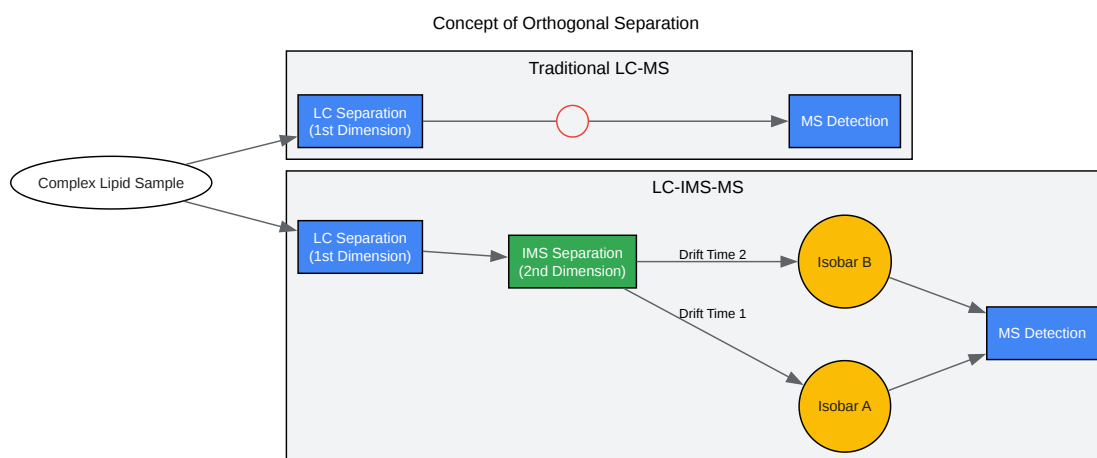 Concept of Orthogonal Separation
Traditional LC-MS
LC Separation
(1st Dimension)
MS Detection
Complex Lipid Sample
LC-IMS-MS
LC Separation
(1st Dimension)
IMS Separation
(2nd Dimension)
Drift Time 2
Drift Time 1
Isobar B
Isobar A
MS Detection